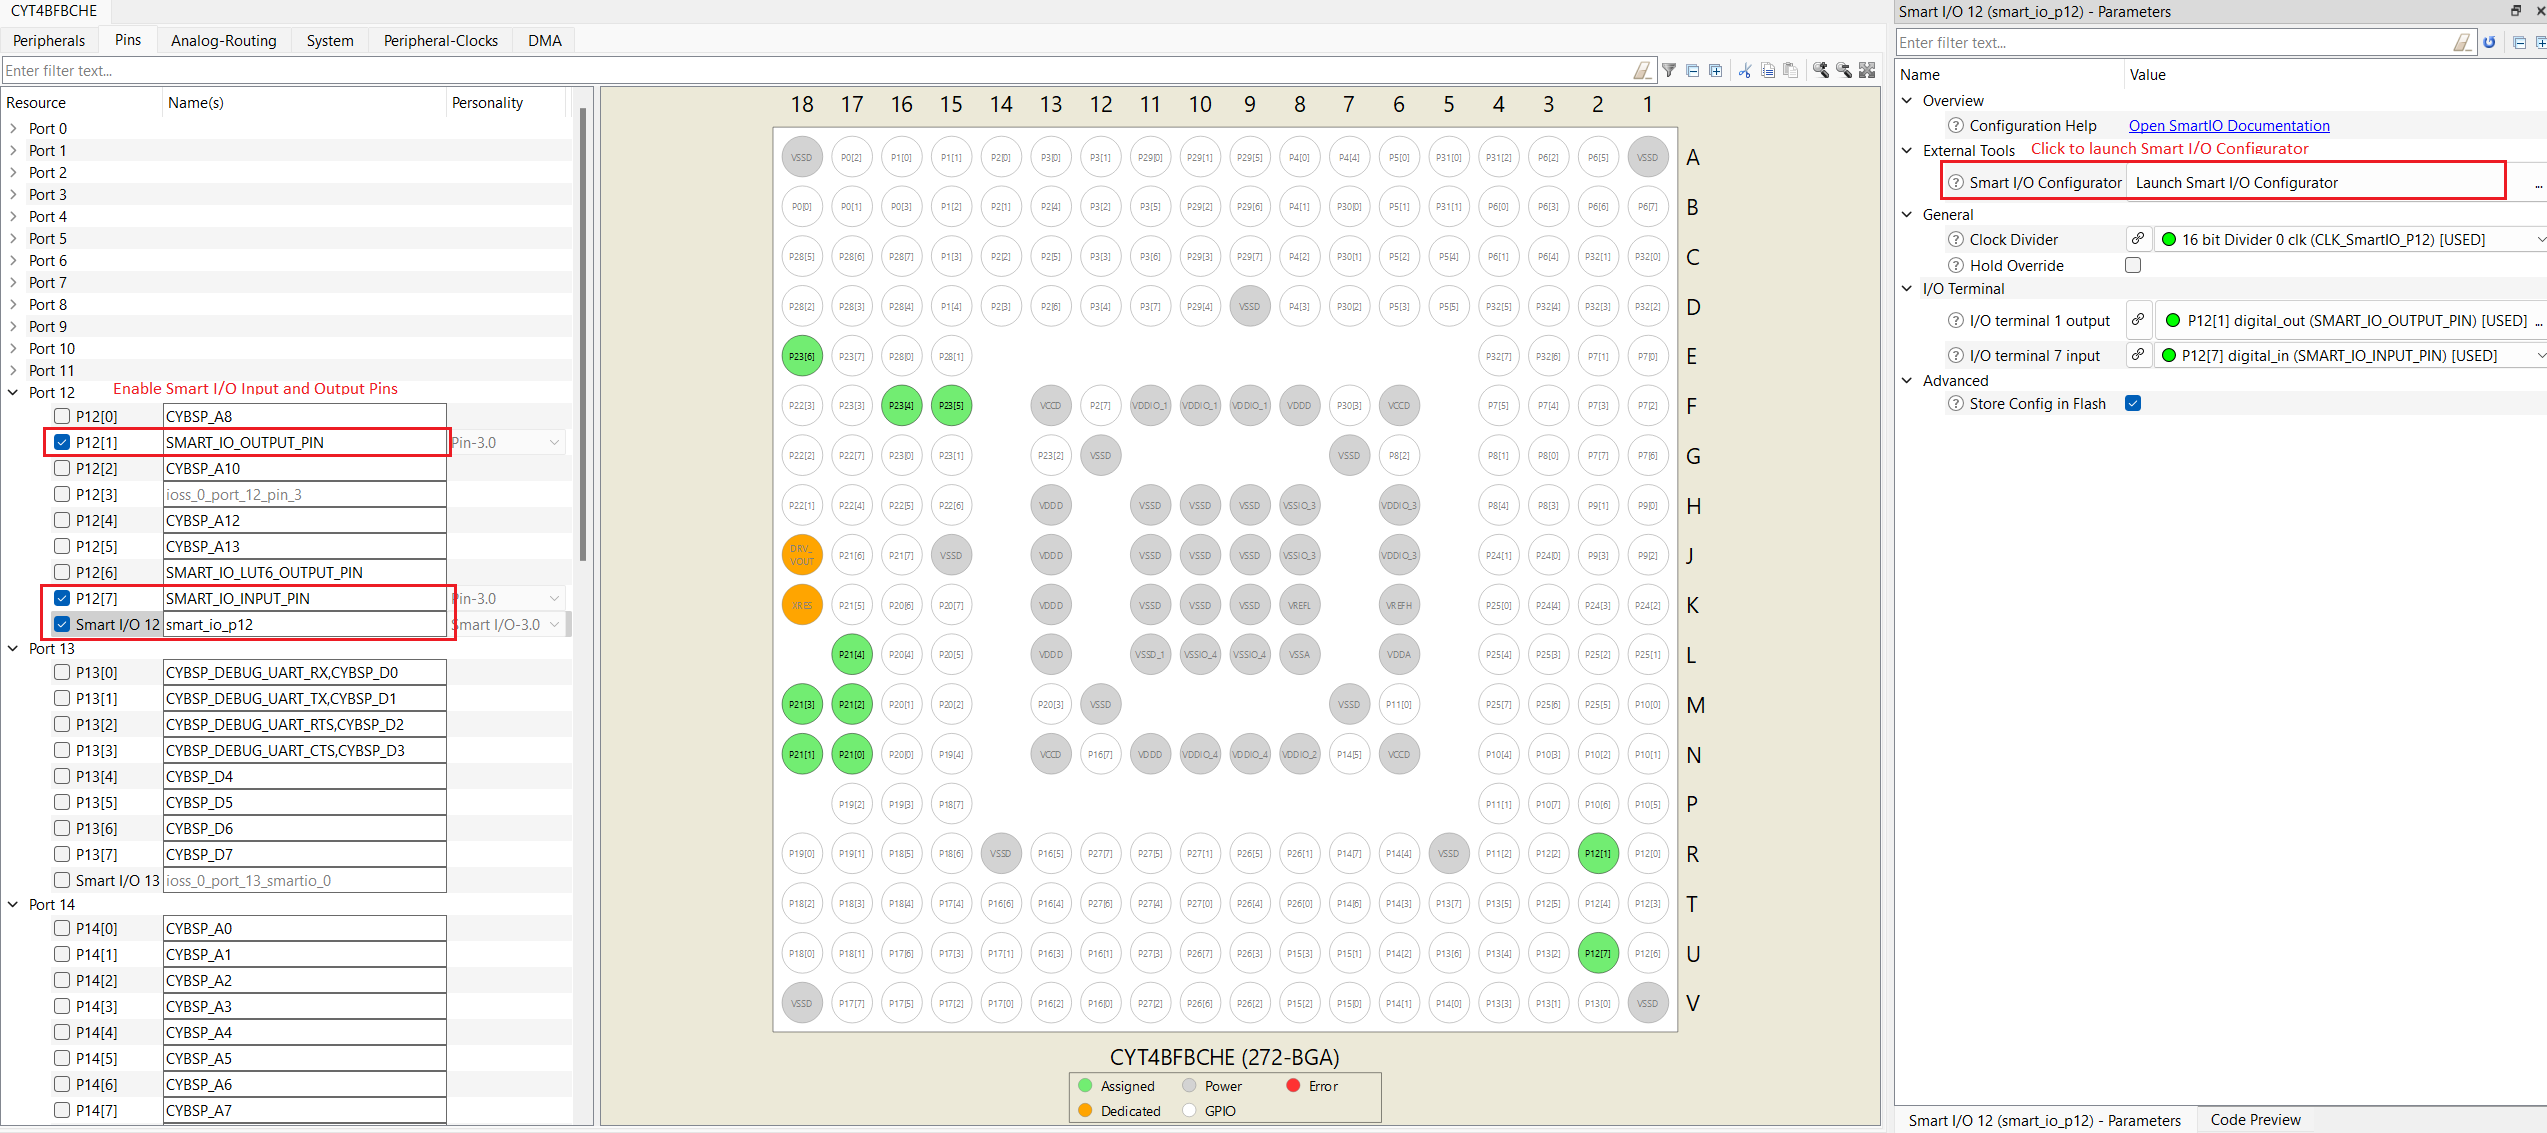 CYT4BFBCHE
Peripherals Pins Analog-Routing System Peripheral-Clocks DMA
Enter filter text...
Resource Name(s) Personality
Port 0
Port 1
Port 2
Port 3
Port 4
Port 5
Port 6
Port 7
Port 8
Port 9
Port 10
Port 11
Port 12 Enable Smart I/O Input and Output Pins
P12[0] CYBSP_A8
P12[1] SMART_IO_OUTPUT_PIN Pin-3.0
P12[2] CYBSP_A10
P12[3] ioss_0_port_12_pin_3
P12[4] CYBSP_A12
P12[5] CYBSP_A13
P12[6] SMART_IO_LUT6_OUTPUT_PIN
P12[7] SMART_IO_INPUT_PIN Pin-3.0
Smart I/O 12 smart_io_p12 Smart I/O-3.0
Port 13
P13[0] CYBSP_DEBUG_UART_RX,CYBSP_D0
P13[1] CYBSP_DEBUG_UART_TX,CYBSP_D1
P13[2] CYBSP_DEBUG_UART_RTS,CYBSP_D2
P13[3] CYBSP_DEBUG_UART_CTS,CYBSP_D3
P13[4] CYBSP_D4
P13[5] CYBSP_D5
P13[6] CYBSP_D6
P13[7] CYBSP_D7
Smart I/O 13 ioss_0_port_13_smartio_0
Port 14
P14[0] CYBSP_A0
P14[1] CYBSP_A1
P14[2] CYBSP_A2
P14[3] CYBSP_A3
P14[4] CYBSP_A4
P14[5] CYBSP_A5
P14[6] CYBSP_A6
P14[7] CYBSP_A7
18 17 16 15 14 13 12 11 10 9 8 7 6 5 4 3 2 1
VSSD P0[2] P1[0] P1[1] P2[0] P3[0] P3[1] P29[0] P29[1] P29[5] P4[0] P4[4] P5[0] P31[0] P31[2] P6[2] P6[5] VSSD A
P0[0] P0[1] P0[3] P1[2] P2[1] P2[4] P3[2] P3[5] P29[2] P29[6] P4[1] P30[0] P5[1] P31[1] P6[0] P6[3] P6[6] P6[7] B
P28[5] P28[6] P28[7] P1[3] P2[2] P2[5] P3[3] P3[6] P29[3] P29[7] P4[2] P30[1] P5[2] P5[4] P6[1] P6[4] P32[1] P32[0] C
P28[2] P28[3] P28[4] P1[4] P2[3] P2[6] P3[4] P3[7] P29[4] VSSD P4[3] P30[2] P5[3] P5[5] P32[5] P32[4] P32[3] P32[2] D
P23[6] P23[7] P28[0] P28[1] P32[7] P32[6] P7[1] P7[0] E
P22[3] P23[3] P23[4] P23[5] VCCD P2[7] VDDIO_1 VDDIO_1 VDDIO_1 VDDD P30[3] VCCD P7[5] P7[4] P7[3] P7[2] F
P22[2] P22[7] P23[0] P23[1] P23[2] VSSD VSSD P8[2] P8[1] P8[0] P7[7] P7[6] G
P22[1] P22[4] P22[5] P22[6] VDDD VSSD VSSD VSSD VSSIO_3 VDDIO_3 P8[4] P8[3] P9[1] P9[0] H
DRV_VOUT P21[6] P21[7] VSSD VDDD VSSD VSSD VSSD VSSIO_3 VDDIO_3 P24[1] P24[0] P9[3] P9[2] J
XRES P21[5] P20[6] P20[7] VDDD VSSD VSSD VSSD VREFL VREFH P25[0] P24[4] P24[3] P24[2] K
P21[4] P20[4] P20[5] VDDD VSSD_1 VSSIO_4 VSSIO_4 VSSA VDDA P25[4] P25[3] P25[2] P25[1] L
P21[3] P21[2] P20[1] P20[2] P20[3] VSSD VSSD P11[0] P25[7] P25[6] P25[5] P10[0] M
P21[1] P21[0] P20[0] P19[4] VCCD P16[7] VDDD VDDIO_4 VDDIO_4 VDDIO_2 P14[5] VCCD P10[4] P10[3] P10[2] P10[1] N
P19[2] P19[3] P18[7] P11[1] P10[7] P10[6] P10[5] P
P19[0] P19[1] P18[5] P18[6] VSSD P16[5] P27[7] P27[5] P27[1] P26[5] P26[1] P14[7] P14[4] VSSD P11[2] P12[2] P12[1] P12[0] R
P18[2] P18[3] P18[4] P17[4] P16[6] P16[4] P27[6] P27[4] P27[0] P26[4] P26[0] P14[6] P14[3] P13[7] P13[5] P12[5] P12[4] P12[3] T
P18[0] P18[1] P17[6] P17[3] P17[1] P16[3] P16[1] P27[3] P26[7] P26[3] P15[3] P15[1] P14[2] P13[6] P13[4] P13[2] P12[7] P12[6] U
VSSD P17[7] P17[5] P17[2] P17[0] P16[2] P16[0] P27[2] P26[6] P26[2] P15[2] P15[0] P14[1] P14[0] P13[3] P13[1] P13[0] VSSD V
CYT4BFBCHE (272-BGA)
Assigned Power Error
Dedicated GPIO
Smart I/O 12 (smart_io_p12) - Parameters
Enter filter text...
Name Value
Overview
Configuration Help Open SmartIO Documentation
External Tools Click to launch Smart I/O Configurator
Smart I/O Configurator Launch Smart I/O Configurator ...
General
Clock Divider 16 bit Divider 0 clk (CLK_SmartIO_P12) [USED]
Hold Override
I/O Terminal
I/O terminal 1 output P12[1] digital_out (SMART_IO_OUTPUT_PIN) [USED] ...
I/O terminal 7 input P12[7] digital_in (SMART_IO_INPUT_PIN) [USED]
Advanced
Store Config in Flash
Smart I/O 12 (smart_io_p12) - Parameters Code Preview